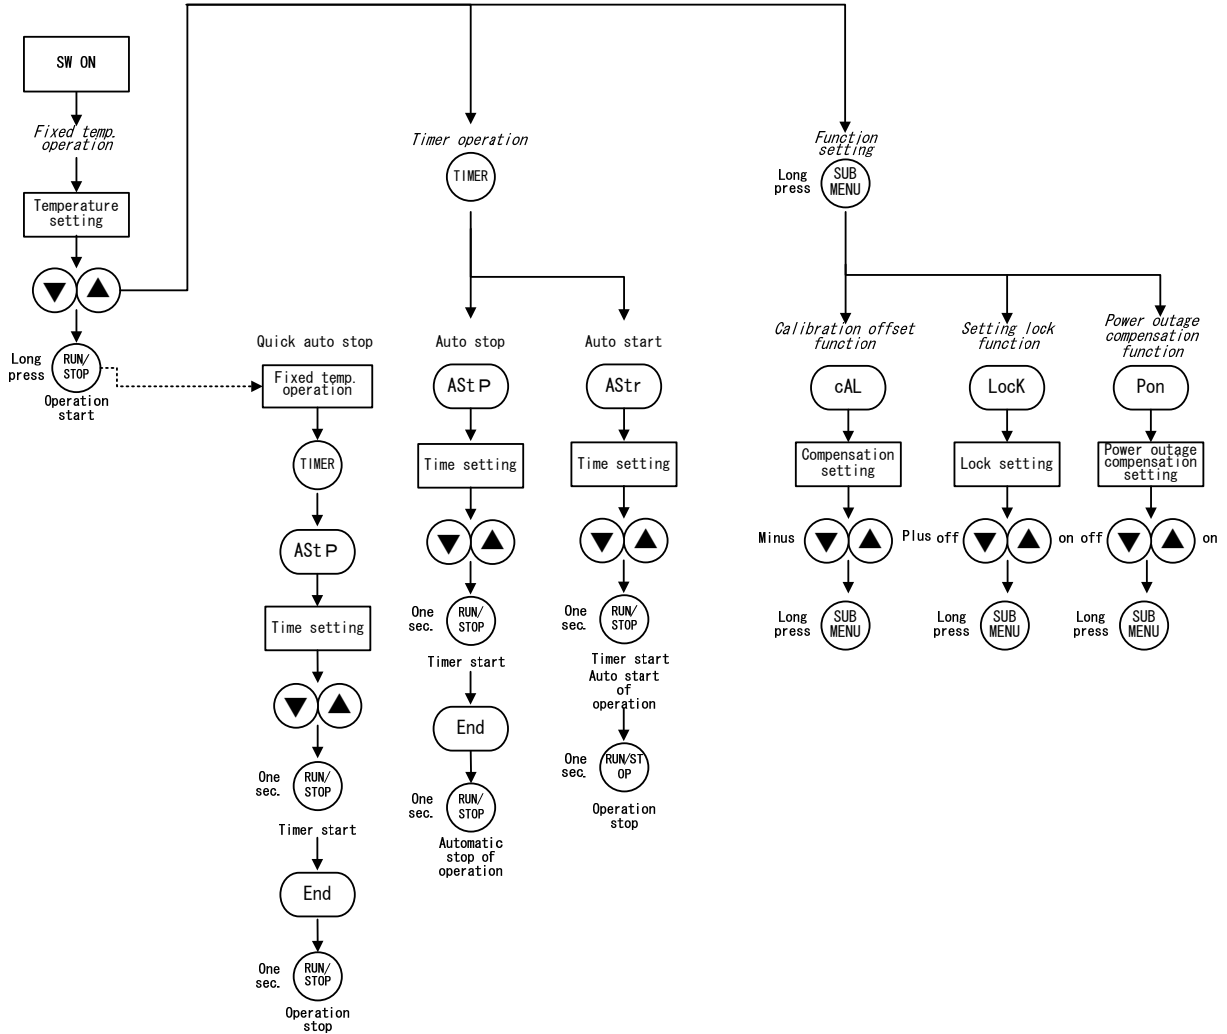 SW ON
Fixed temp.
operation
Temperature
setting
▼ ▲
Long
press
RUN/
STOP
Operation
start
Quick auto stop
Fixed temp.
operation
TIMER
ASt P
Time setting
▼ ▲
One
sec.
RUN/
STOP
Timer start
End
One
sec.
RUN/
STOP
Operation
stop
Timer operation
TIMER
Auto stop
ASt P
Time setting
▼ ▲
One
sec.
RUN/
STOP
Timer start
End
One
sec.
RUN/
STOP
Automatic
stop of
operation
Auto start
AStr
Time setting
▼ ▲
One
sec.
RUN/
STOP
Timer start
Auto start
of
operation
One
sec.
RUN/ST
OP
Operation
stop
Function
setting
Long
press
SUB
MENU
Calibration offset
function
cAL
Compensation
setting
Minus ▼ ▲ Plus
Long
press
SUB
MENU
Setting lock
function
LocK
Lock setting
off ▼ ▲ on
Long
press
SUB
MENU
Power outage
compensation
function
Pon
Power outage
compensation
setting
off ▼ ▲ on
Long
press
SUB
MENU